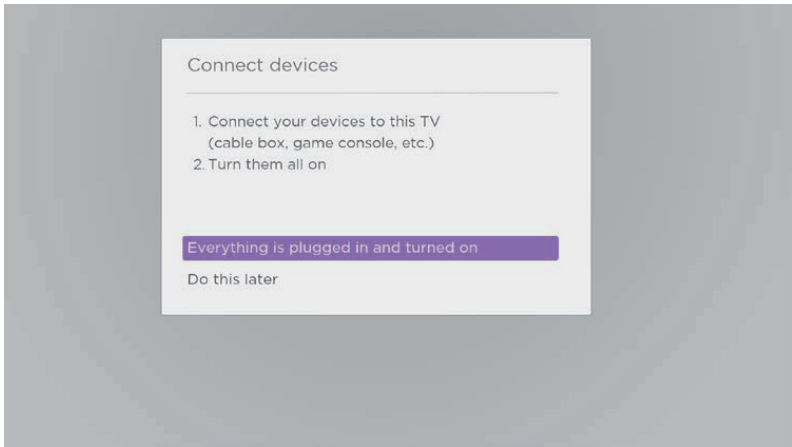 Connect devices
1. Connect your devices to this TV
(cable box, game console, etc.)
2. Turn them all on
Everything is plugged in and turned on
Do this later